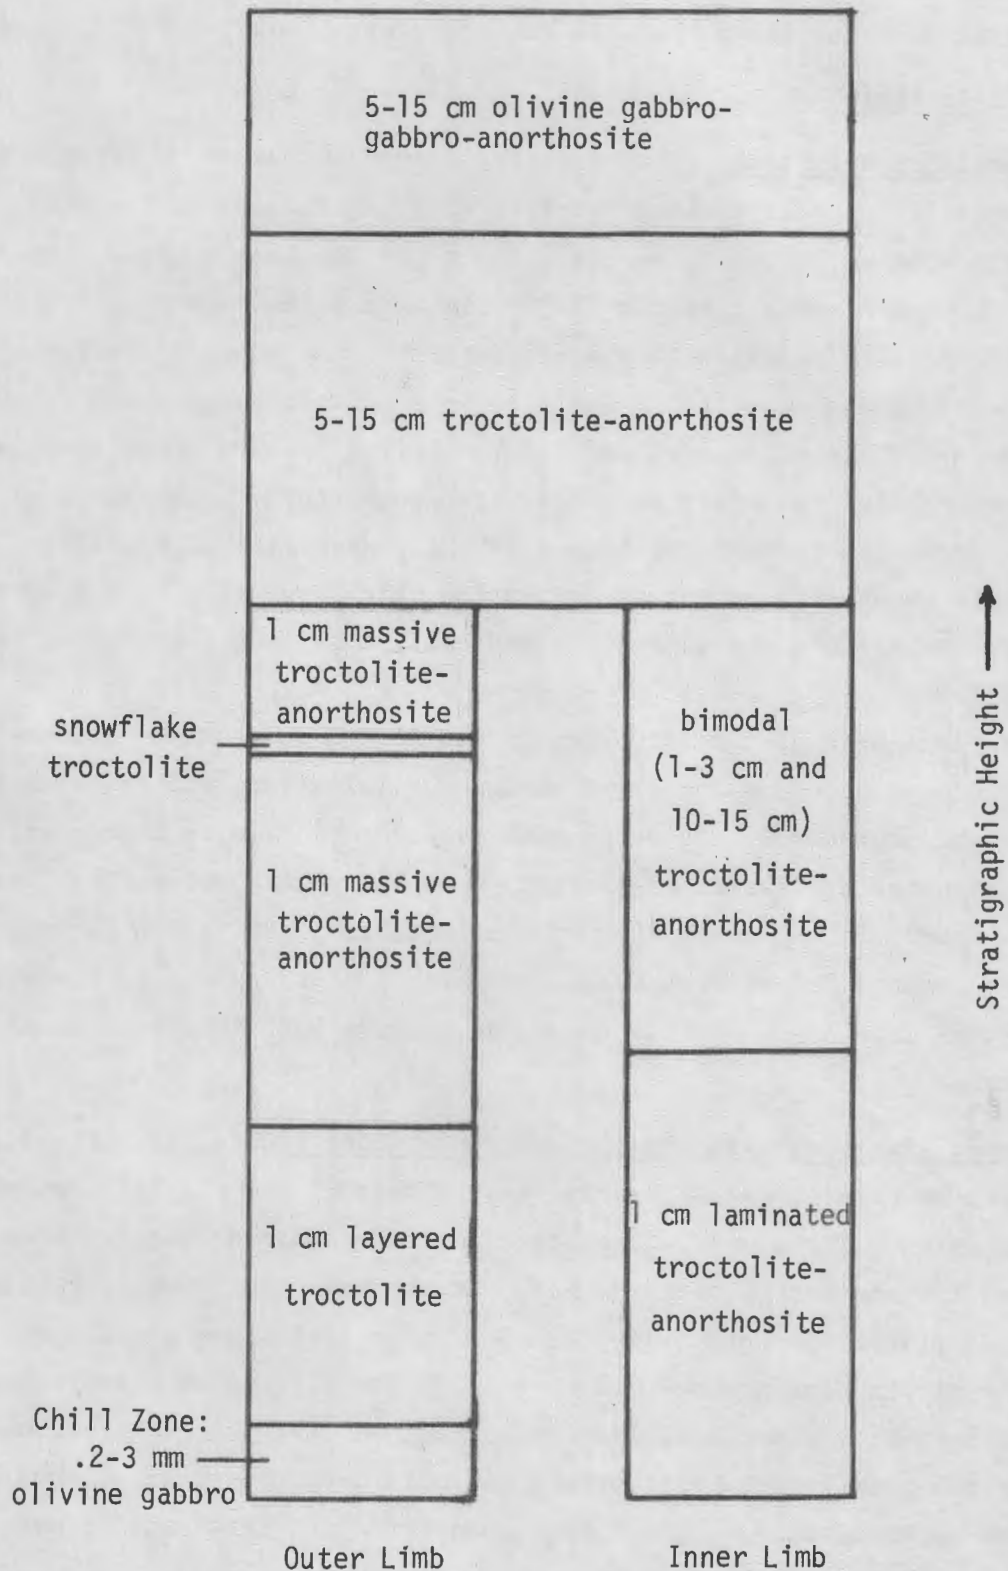 5-15 cm olivine gabbro-
gabbro-anorthosite
5-15 cm troctolite-anorthosite
1 cm massive
troctolite-
anorthosite
snowflake
troctolite
1 cm massive
troctolite-
anorthosite
1 cm layered
troctolite
Chill Zone:
.2-3 mm
olivine gabbro
Outer Limb
bimodal
(1-3 cm and
10-15 cm)
troctolite-
anorthosite
1 cm laminated
troctolite-
anorthosite
Inner Limb
Stratigraphic Height